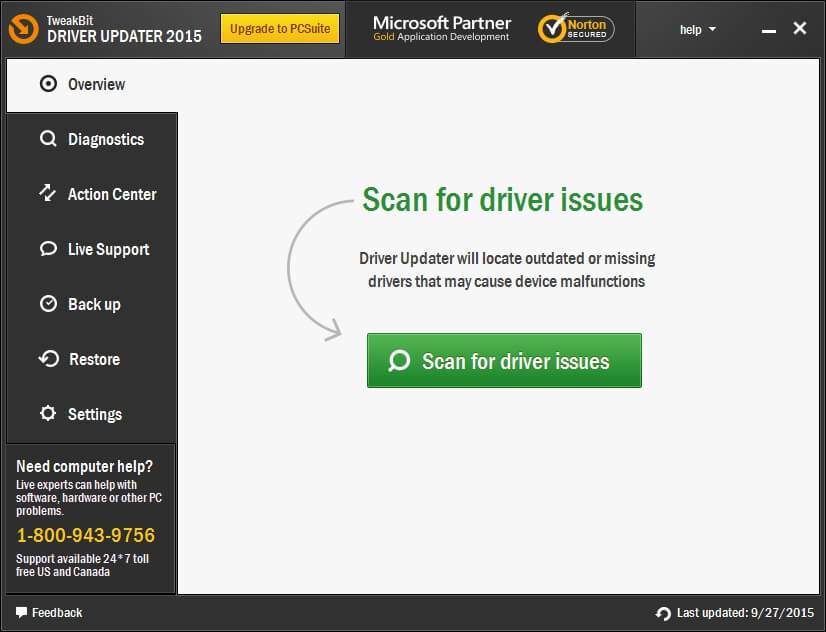 TweakBit
DRIVER UPDATER 2015
Upgrade to PCSuite
Microsoft Partner
Gold Application Development
Norton
SECURED
help
Overview
Diagnostics
Action Center
Live Support
Back up
Restore
Settings
Scan for driver issues
Driver Updater will locate outdated or missing
drivers that may cause device malfunctions
Scan for driver issues
Need computer help?
Live experts can help with
software, hardware or other PC
problems.
1-800-943-9756
Support available 24*7 toll
free US and Canada
Feedback
Last updated: 9/27/2015